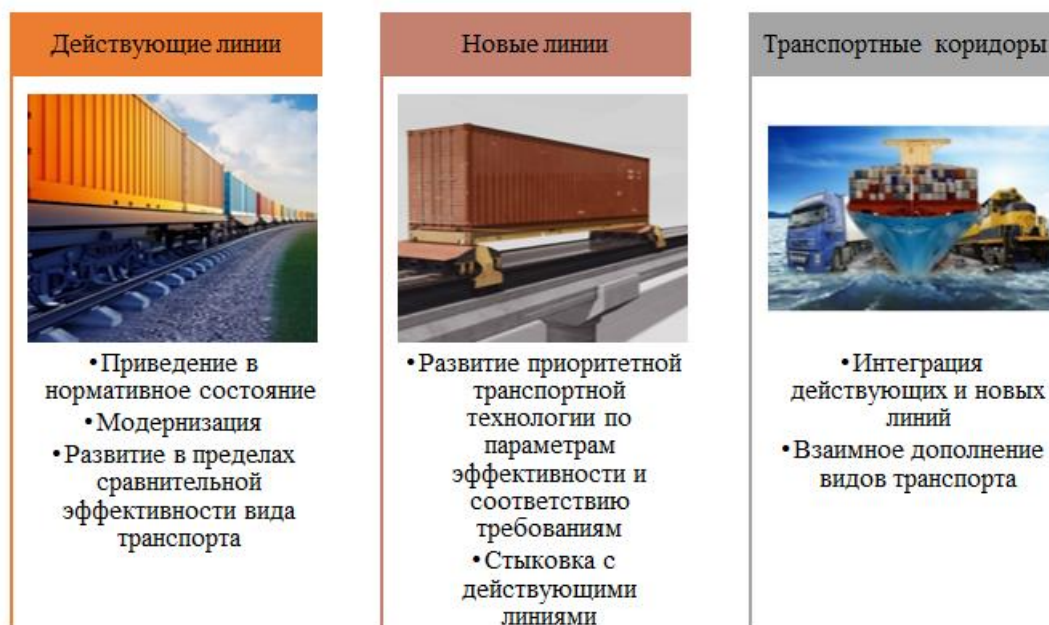 Действующие линии
•Приведение в
нормативное состояние
•Модернизация
•Развитие в пределах
сравнительной
эффективности вида
транспорта
Новые линии
•Развитие приоритетной
транспортной
технологии по
параметрам
эффективности и
соответствию
требованиям
•Стыковка с
действующими
линиями
Транспортные коридоры
•Интеграция
действующих и новых
линий
•Взаимное дополнение
видов транспорта